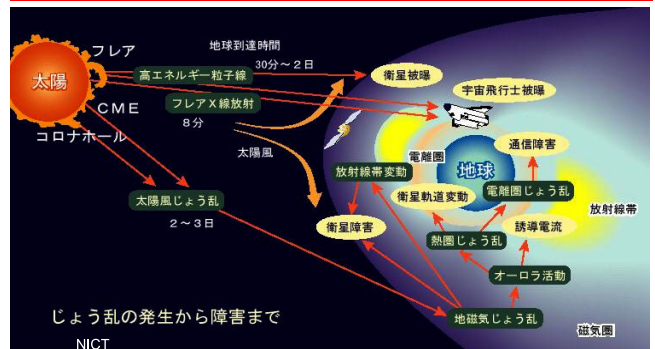 フレア
地球到達時間
30分～2日
太陽
高エネルギー粒子線
衛星被曝
宇宙飛行士被曝
フレアX線放射
CME
8分
コロナホール
太陽風
通信障害
電離圏
地球
放射線帯変動
電離圏じょう乱
衛星軌道変動
太陽風じょう乱
放射線帯
2～3日
衛星障害
誘導電流
熱圏じょう乱
オーロラ活動
じょう乱の発生から障害まで
地磁気じょう乱
磁気圏
NICT